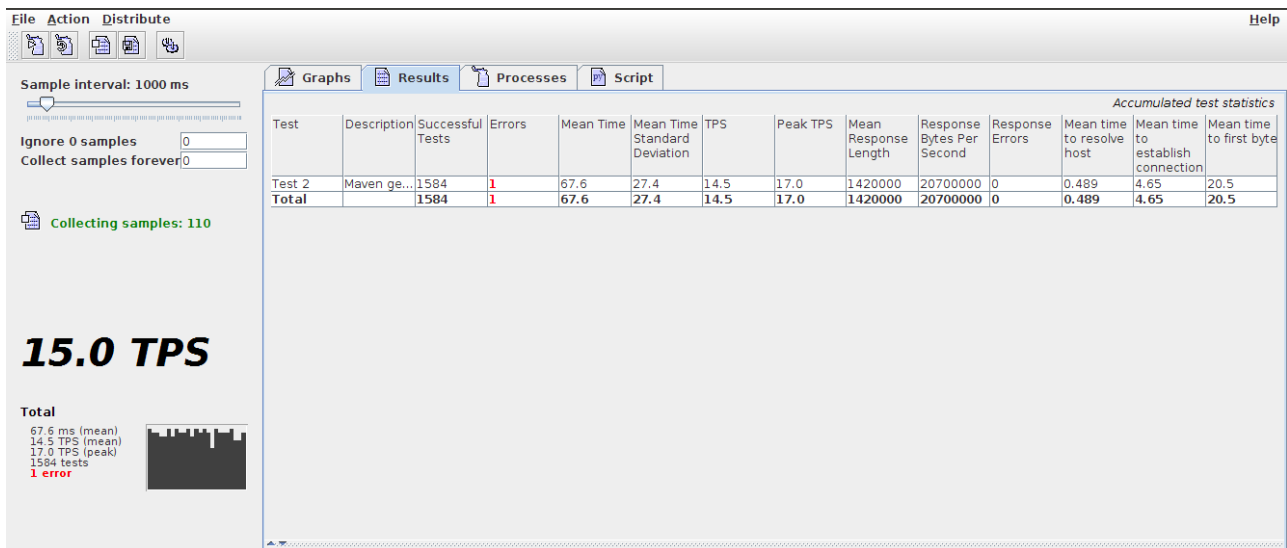 File Action Distribute Help
Sample interval: 1000 ms
Ignore 0 samples 0
Collect samples forever 0
Collecting samples: 110
15.0 TPS
Total
67.6 ms (mean)
14.5 TPS (mean)
17.0 TPS (peak)
1584 tests
1 error
Graphs Results Processes Script
Accumulated test statistics
Test Description Successful Tests Errors Mean Time Mean Time Standard Deviation TPS Peak TPS Mean Response Length Response Bytes Per Second Response Errors Mean time to resolve host Mean time to establish connection Mean time to first byte
Test 2 Maven ge... 1584 1 67.6 27.4 14.5 17.0 1420000 20700000 0 0.489 4.65 20.5
Total 1584 1 67.6 27.4 14.5 17.0 1420000 20700000 0 0.489 4.65 20.5